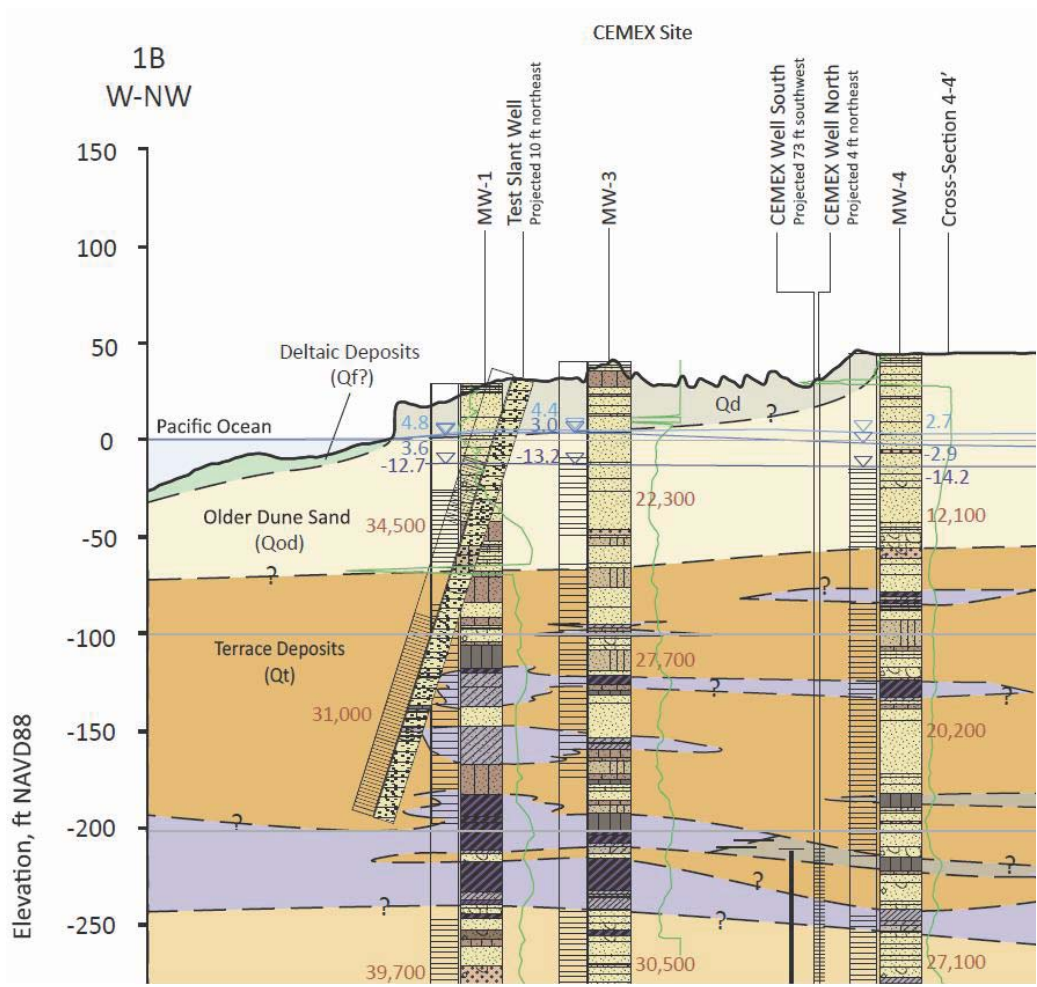 CEMEX Site
1B
W-NW
MW-1
Test Slant Well
Projected 10 ft northeast
MW-3
CEMEX Well South
Projected 73 ft southwest
CEMEX Well North
Projected 4 ft northeast
MW-4
Cross-Section 4-4'
150
100
50
0
-50
-100
-150
-200
-250
Elevation, ft NAVD88
Deltaic Deposits
(Qf?)
Pacific Ocean
Qd
?
4.8
3.6
-12.7
4.4
3.0
-13.2
2.7
-2.9
-14.2
Older Dune Sand
(Qod)
34,500
22,300
12,100
?
?
Terrace Deposits
(Qt)
27,700
?
?
31,000
20,200
?
?
?
?
?
?
39,700
30,500
27,100